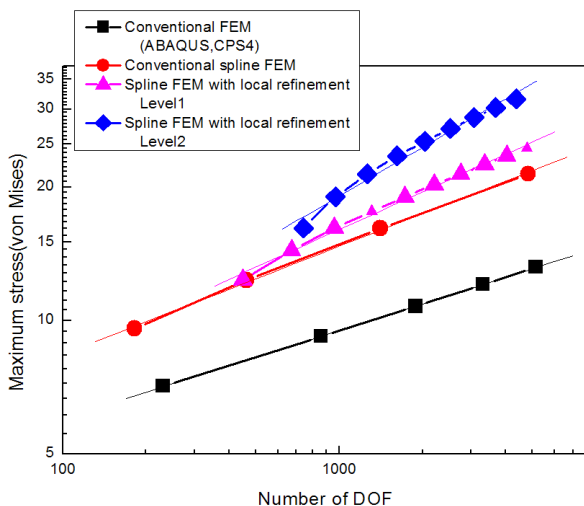 Conventional FEM
(ABAQUS,CPS4)
Conventional spline FEM
Spline FEM with local refinement
Level1
Spline FEM with local refinement
Level2
Maximum stress(von Mises)
35
30
25
20
15
10
5
100
1000
Number of DOF